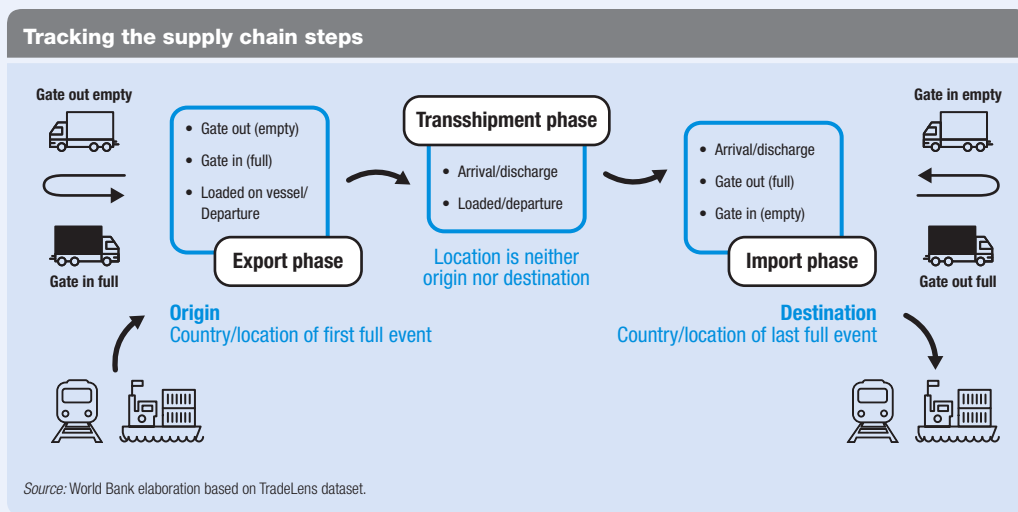 Tracking the supply chain steps
Gate out empty
Gate in full
• Gate out (empty)
• Gate in (full)
• Loaded on vessel/
Departure
Export phase
Origin
Country/location of first full event
Transshipment phase
• Arrival/discharge
• Loaded/departure
Location is neither
origin nor destination
• Arrival/discharge
• Gate out (full)
• Gate in (empty)
Import phase
Destination
Country/location of last full event
Gate in empty
Gate out full
Source: World Bank elaboration based on TradeLens dataset.